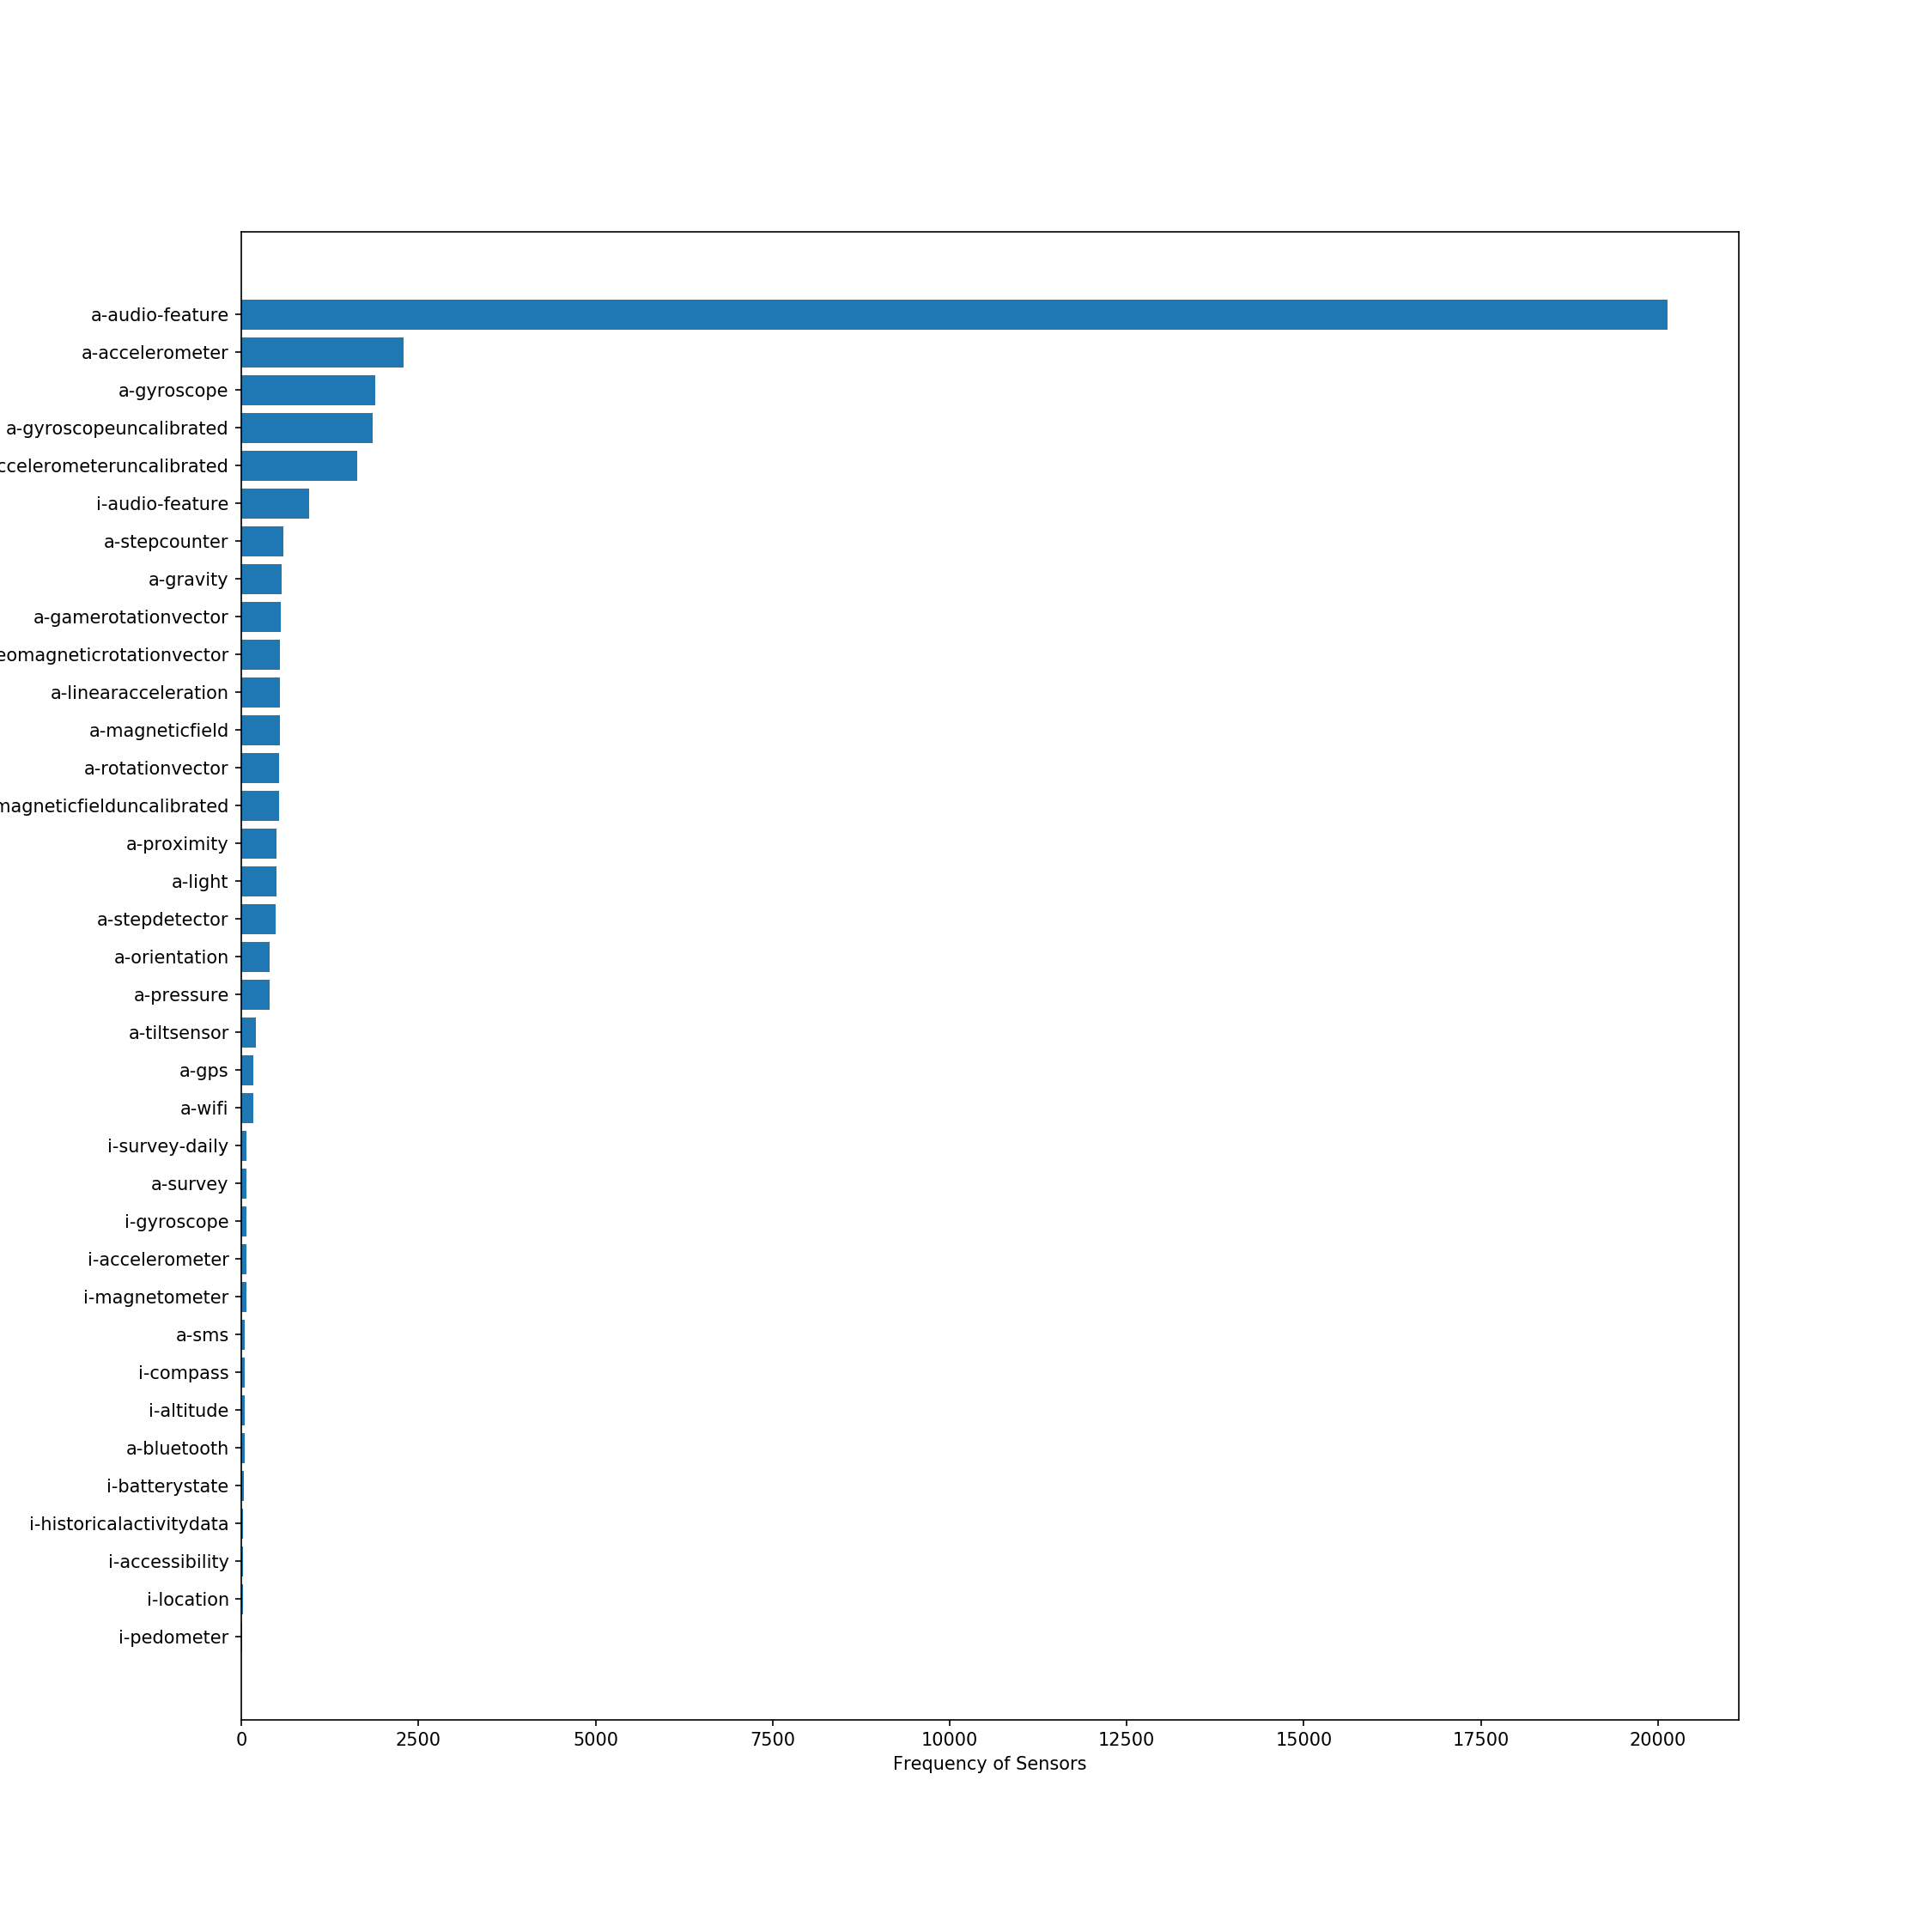 a-audio-feature
a-accelerometer
a-gyroscope
a-gyroscopeuncalibrated
ccelerometeruncalibrated
i-audio-feature
a-stepcounter
a-gravity
a-gamerotationvector
eomagneticrotationvector
a-linearacceleration
a-magneticfield
a-rotationvector
magneticfielduncalibrated
a-proximity
a-light
a-stepdetector
a-orientation
a-pressure
a-tiltsensor
a-gps
a-wifi
i-survey-daily
a-survey
i-gyroscope
i-accelerometer
i-magnetometer
a-sms
i-compass
i-altitude
a-bluetooth
i-batterystate
i-historicalactivitydata
i-accessibility
i-location
i-pedometer
0 2500 5000 7500 10000 12500 15000 17500 20000
Frequency of Sensors